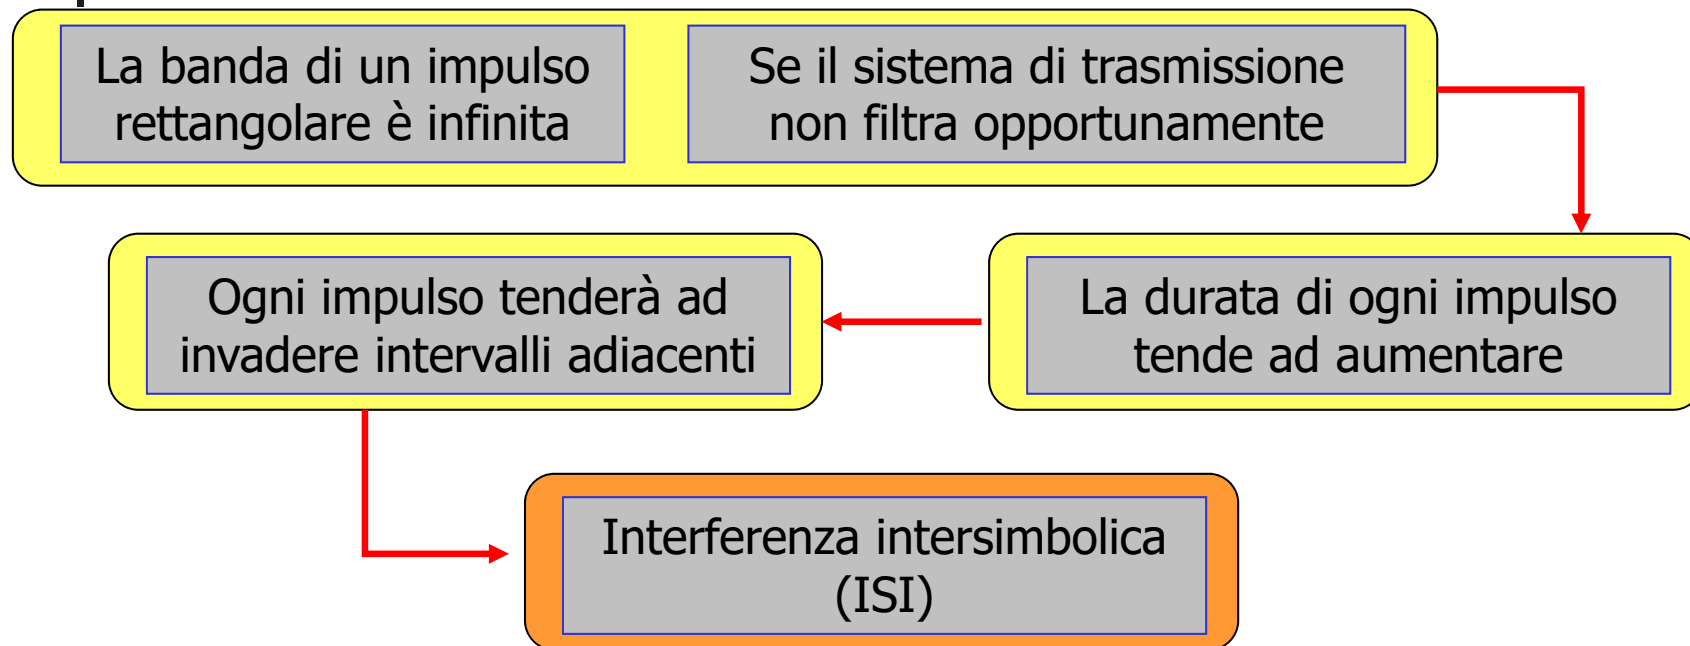 La banda di un impulso
rettangolare è infinita
Se il sistema di trasmissione
non filtra opportunamente
La durata di ogni impulso
tende ad aumentare
Ogni impulso tenderà ad
invadere intervalli adiacenti
Interferenza intersimbolica
(ISI)